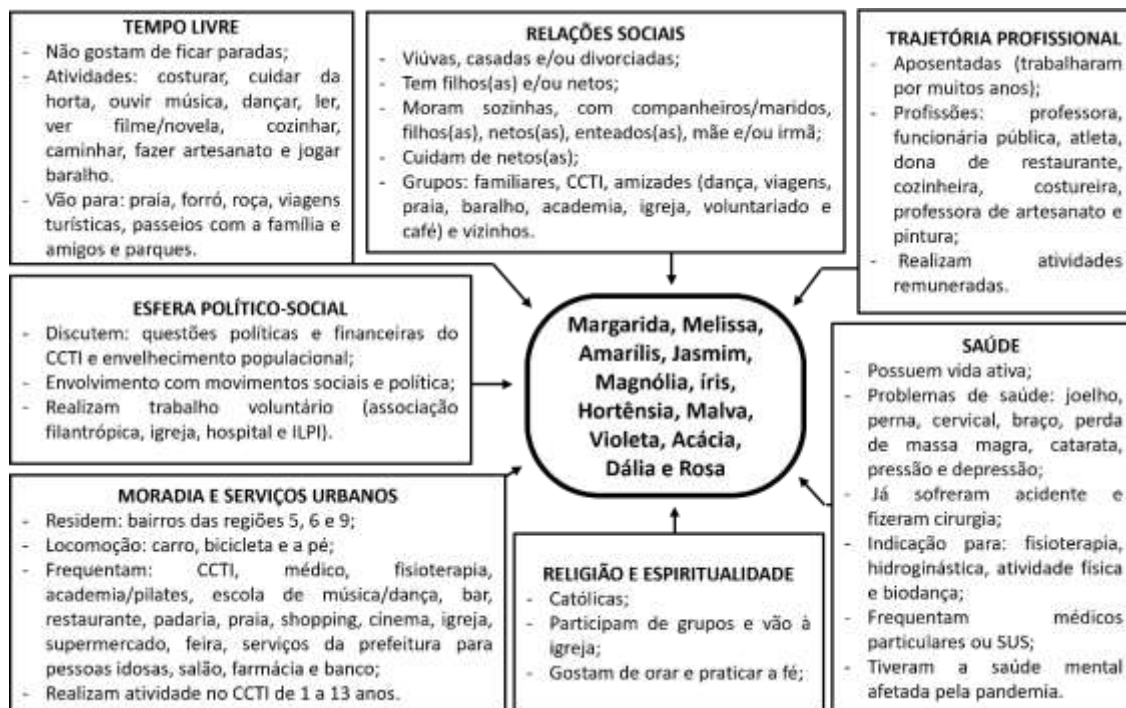 TEMPO LIVRE
- Não gostam de ficar paradas;
- Atividades: costurar, cuidar da
horta, ouvir música, dançar, ler,
ver filme/novela, cozinhar,
caminhar, fazer artesanato e jogar
baralho.
- Vão para: praia, forró, roça, viagens
turísticas, passeios com a família e
amigos e parques.
RELAÇÕES SOCIAIS
- Viúvas, casadas e/ou divorciadas;
- Tem filhos(as) e/ou netos;
- Moram sozinhas, com companheiros/maridos,
filhos(as), netos(as), enteados(as), mãe e/ou irmã;
- Cuidam de netos(as);
- Grupos: familiares, CCTI, amizades (dança, viagens,
praia, baralho, academia, igreja, voluntariado e
café) e vizinhos.
TRAJETÓRIA PROFISSIONAL
- Aposentadas (trabalharam
por muitos anos);
- Profissões: professora,
funcionária pública, atleta,
dona de restaurante,
cozinheira, costureira,
professora de artesanato e
pintura;
- Realizam atividades
remuneradas.
ESFERA POLÍTICO-SOCIAL
- Discutem: questões políticas e financeiras do
CCTI e envelhecimento populacional;
- Envolvimento com movimentos sociais e política;
- Realizam trabalho voluntário (associação
filantrópica, igreja, hospital e ILPI).
Margarida, Melissa,
Amarílis, Jasmim,
Magnólia, íris,
Hortênsia, Malva,
Violeta, Acácia,
Dália e Rosa
SAÚDE
- Possuem vida ativa;
- Problemas de saúde: joelho,
perna, cervical, braço, perda
de massa magra, catarata,
pressão e depressão;
- Já sofreram acidente e
fizeram cirurgia;
- Indicação para: fisioterapia,
hidroginástica, atividade física
e biodança;
- Frequentam médicos
particulares ou SUS;
- Tiveram a saúde mental
afetada pela pandemia.
MORADIA E SERVIÇOS URBANOS
- Residem: bairros das regiões 5, 6 e 9;
- Locomoção: carro, bicicleta e a pé;
- Frequentam: CCTI, médico, fisioterapia,
academia/pilates, escola de música/dança, bar,
restaurante, padaria, praia, shopping, cinema, igreja,
supermercado, feira, serviços da prefeitura para
pessoas idosas, salão, farmácia e banco;
- Realizam atividade no CCTI de 1 a 13 anos.
RELIGIÃO E ESPIRITUALIDADE
- Católicas;
- Participam de grupos e vão à
igreja;
- Gostam de orar e praticar a fé;